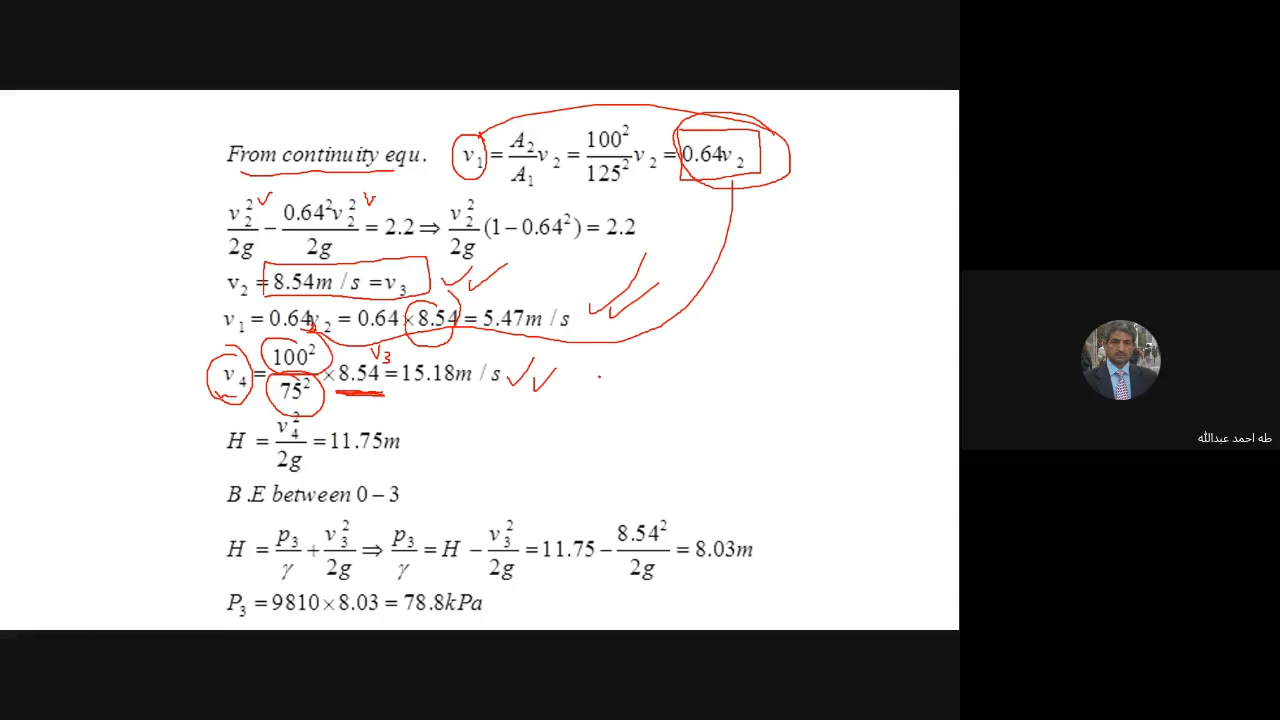 From continuity equ. v₁ = A₂/A₁ v₂ = 100²/125² v₂ = 0.64v₂
v₂²/2g − 0.64²v₂²/2g = 2.2 ⇒ v₂²/2g (1 − 0.64²) = 2.2
v₂ = 8.54m / s = v₃
v₁ = 0.64v₂ = 0.64 × 8.54 = 5.47m / s
v₃
v₄ = 100²/75² × 8.54 = 15.18m / s
H = v₄²/2g = 11.75m
B .E between 0 − 3
H = p₃/γ + v₃²/2g ⇒ p₃/γ = H − v₃²/2g = 11.75 − 8.54²/2g = 8.03m
P₃ = 9810 × 8.03 = 78.8kPa
طه احمد عبدالله